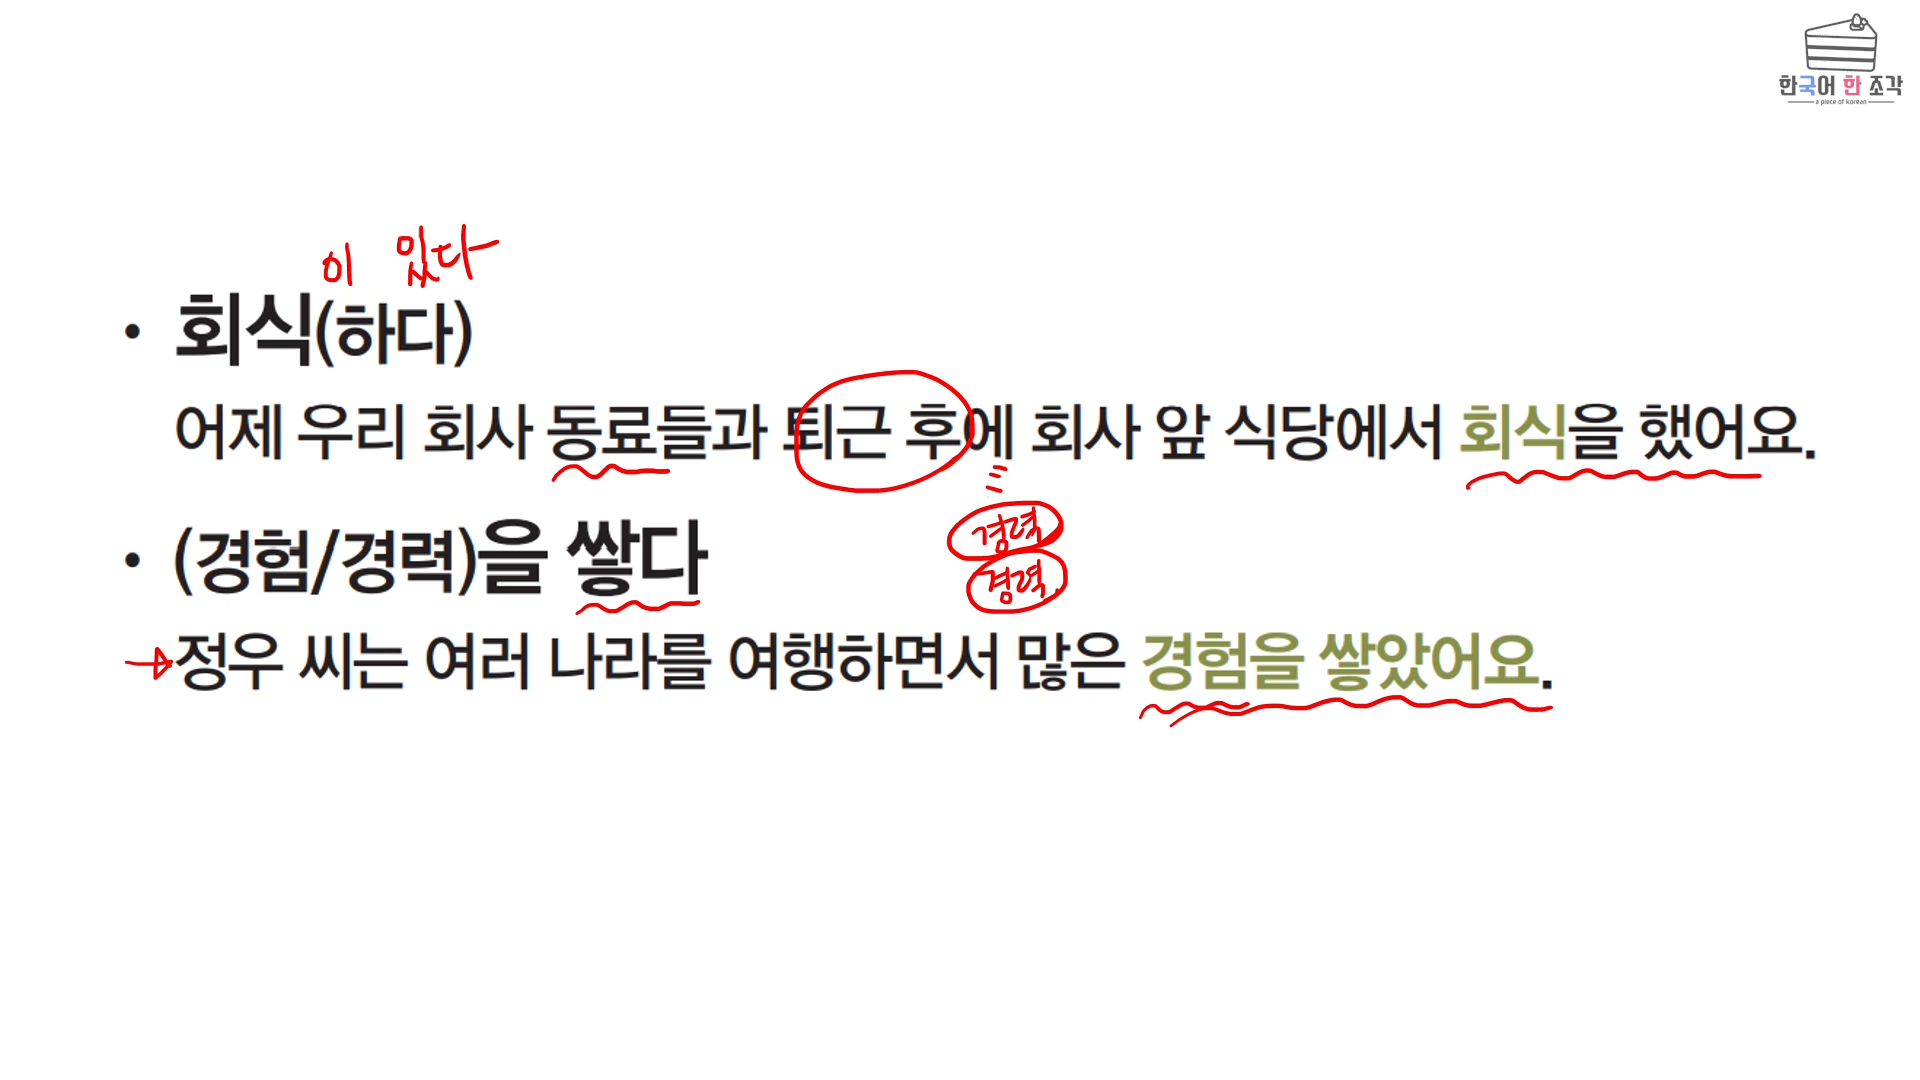 한국어 한 조각
a piece of korean
이 있다
• 회식(하다)
어제 우리 회사 동료들과 퇴근 후에 회사 앞 식당에서 회식을 했어요.
경력
• (경험/경력)을 쌓다
경력
정우 씨는 여러 나라를 여행하면서 많은 경험을 쌓았어요.